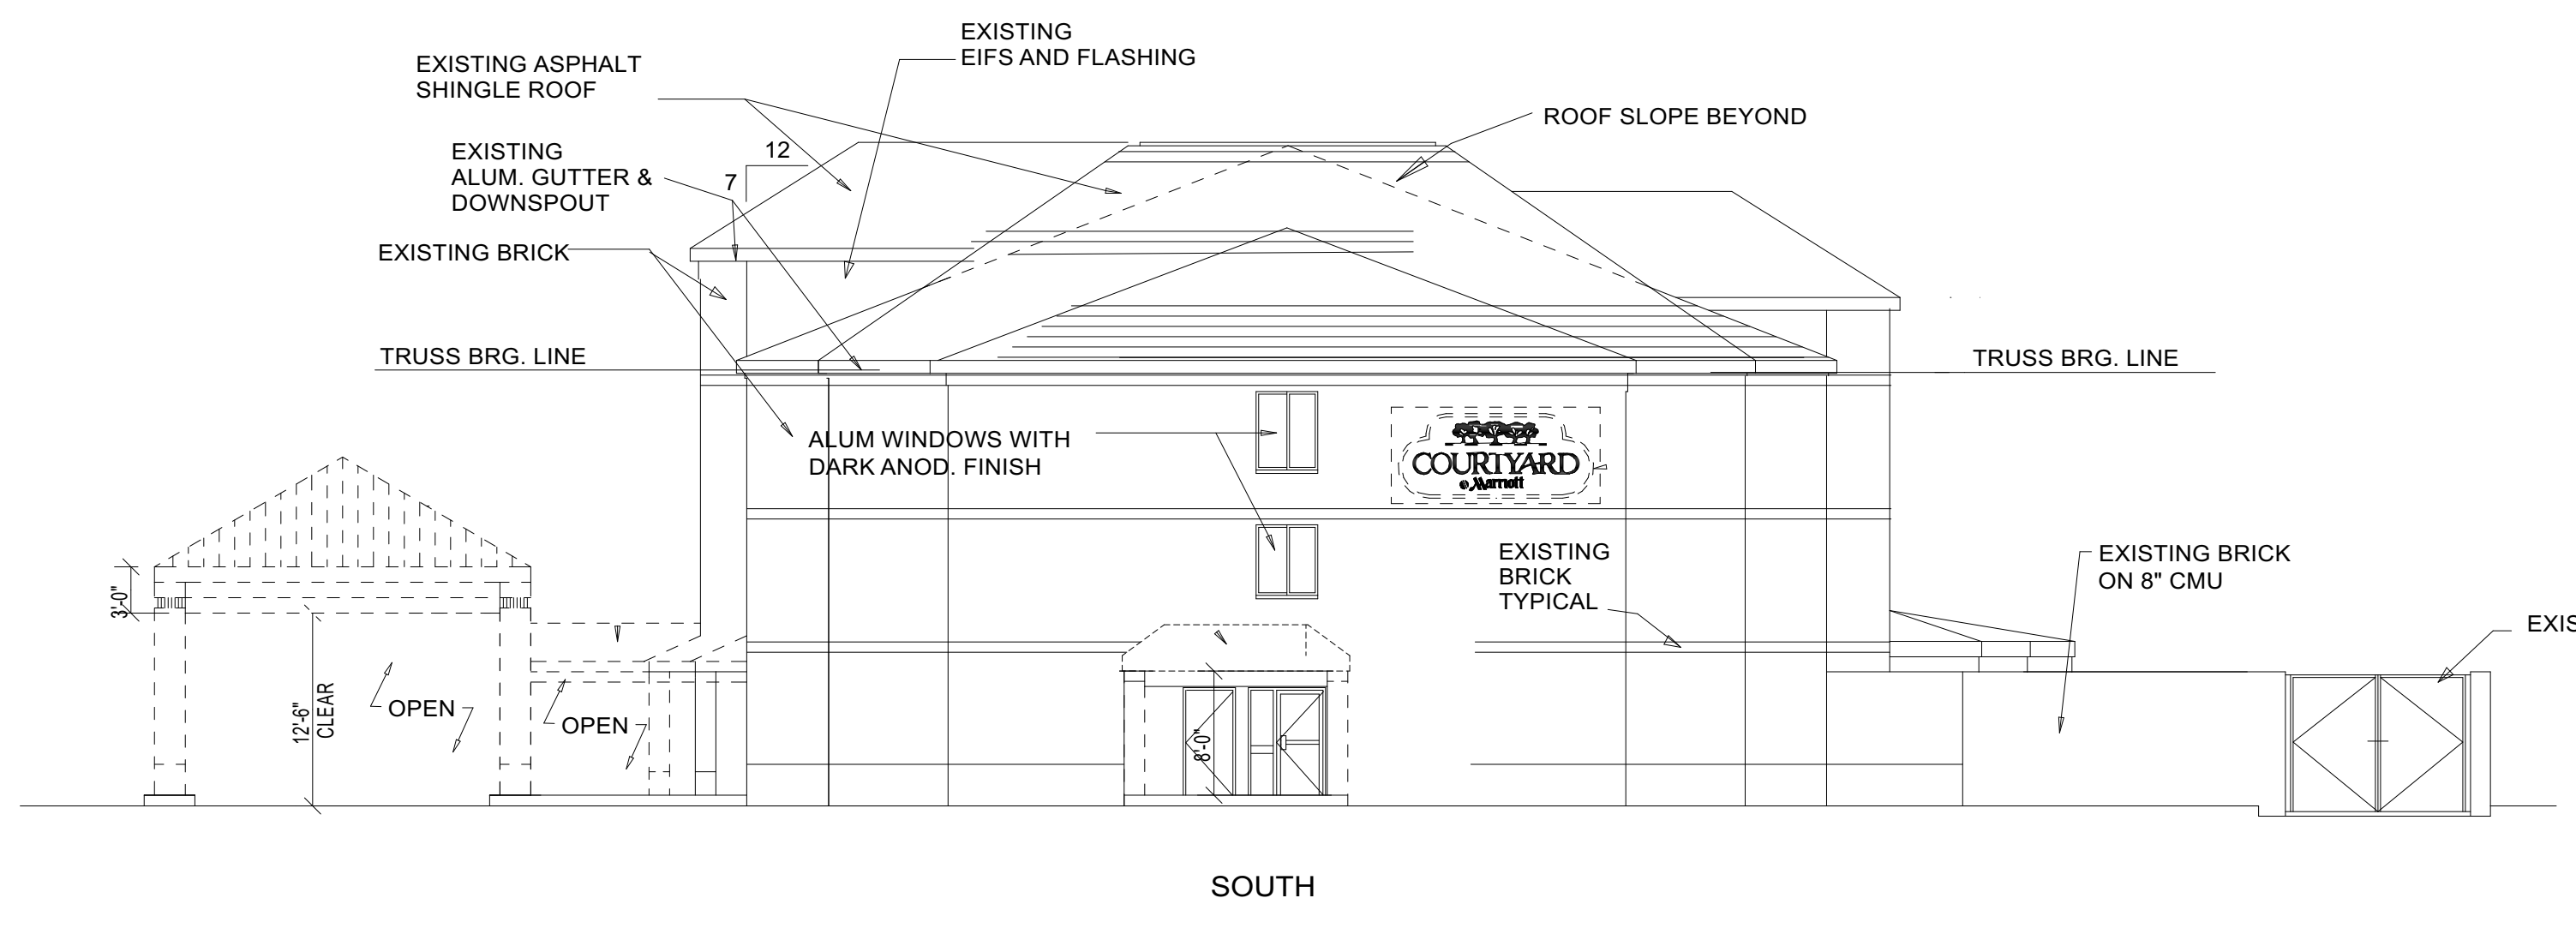 EXISTING
EIFS AND FLASHING
EXISTING ASPHALT
SHINGLE ROOF
ROOF SLOPE BEYOND
12
7
EXISTING
ALUM. GUTTER &
DOWNSPOUT
EXISTING BRICK
TRUSS BRG. LINE
TRUSS BRG. LINE
ALUM WINDOWS WITH
DARK ANOD. FINISH
COURTYARD
Marriott
EXISTING
BRICK
TYPICAL
EXISTING BRICK
ON 8" CMU
EXIS
3'-0"
12'-6"
CLEAR
OPEN
OPEN
8'-0"
SOUTH